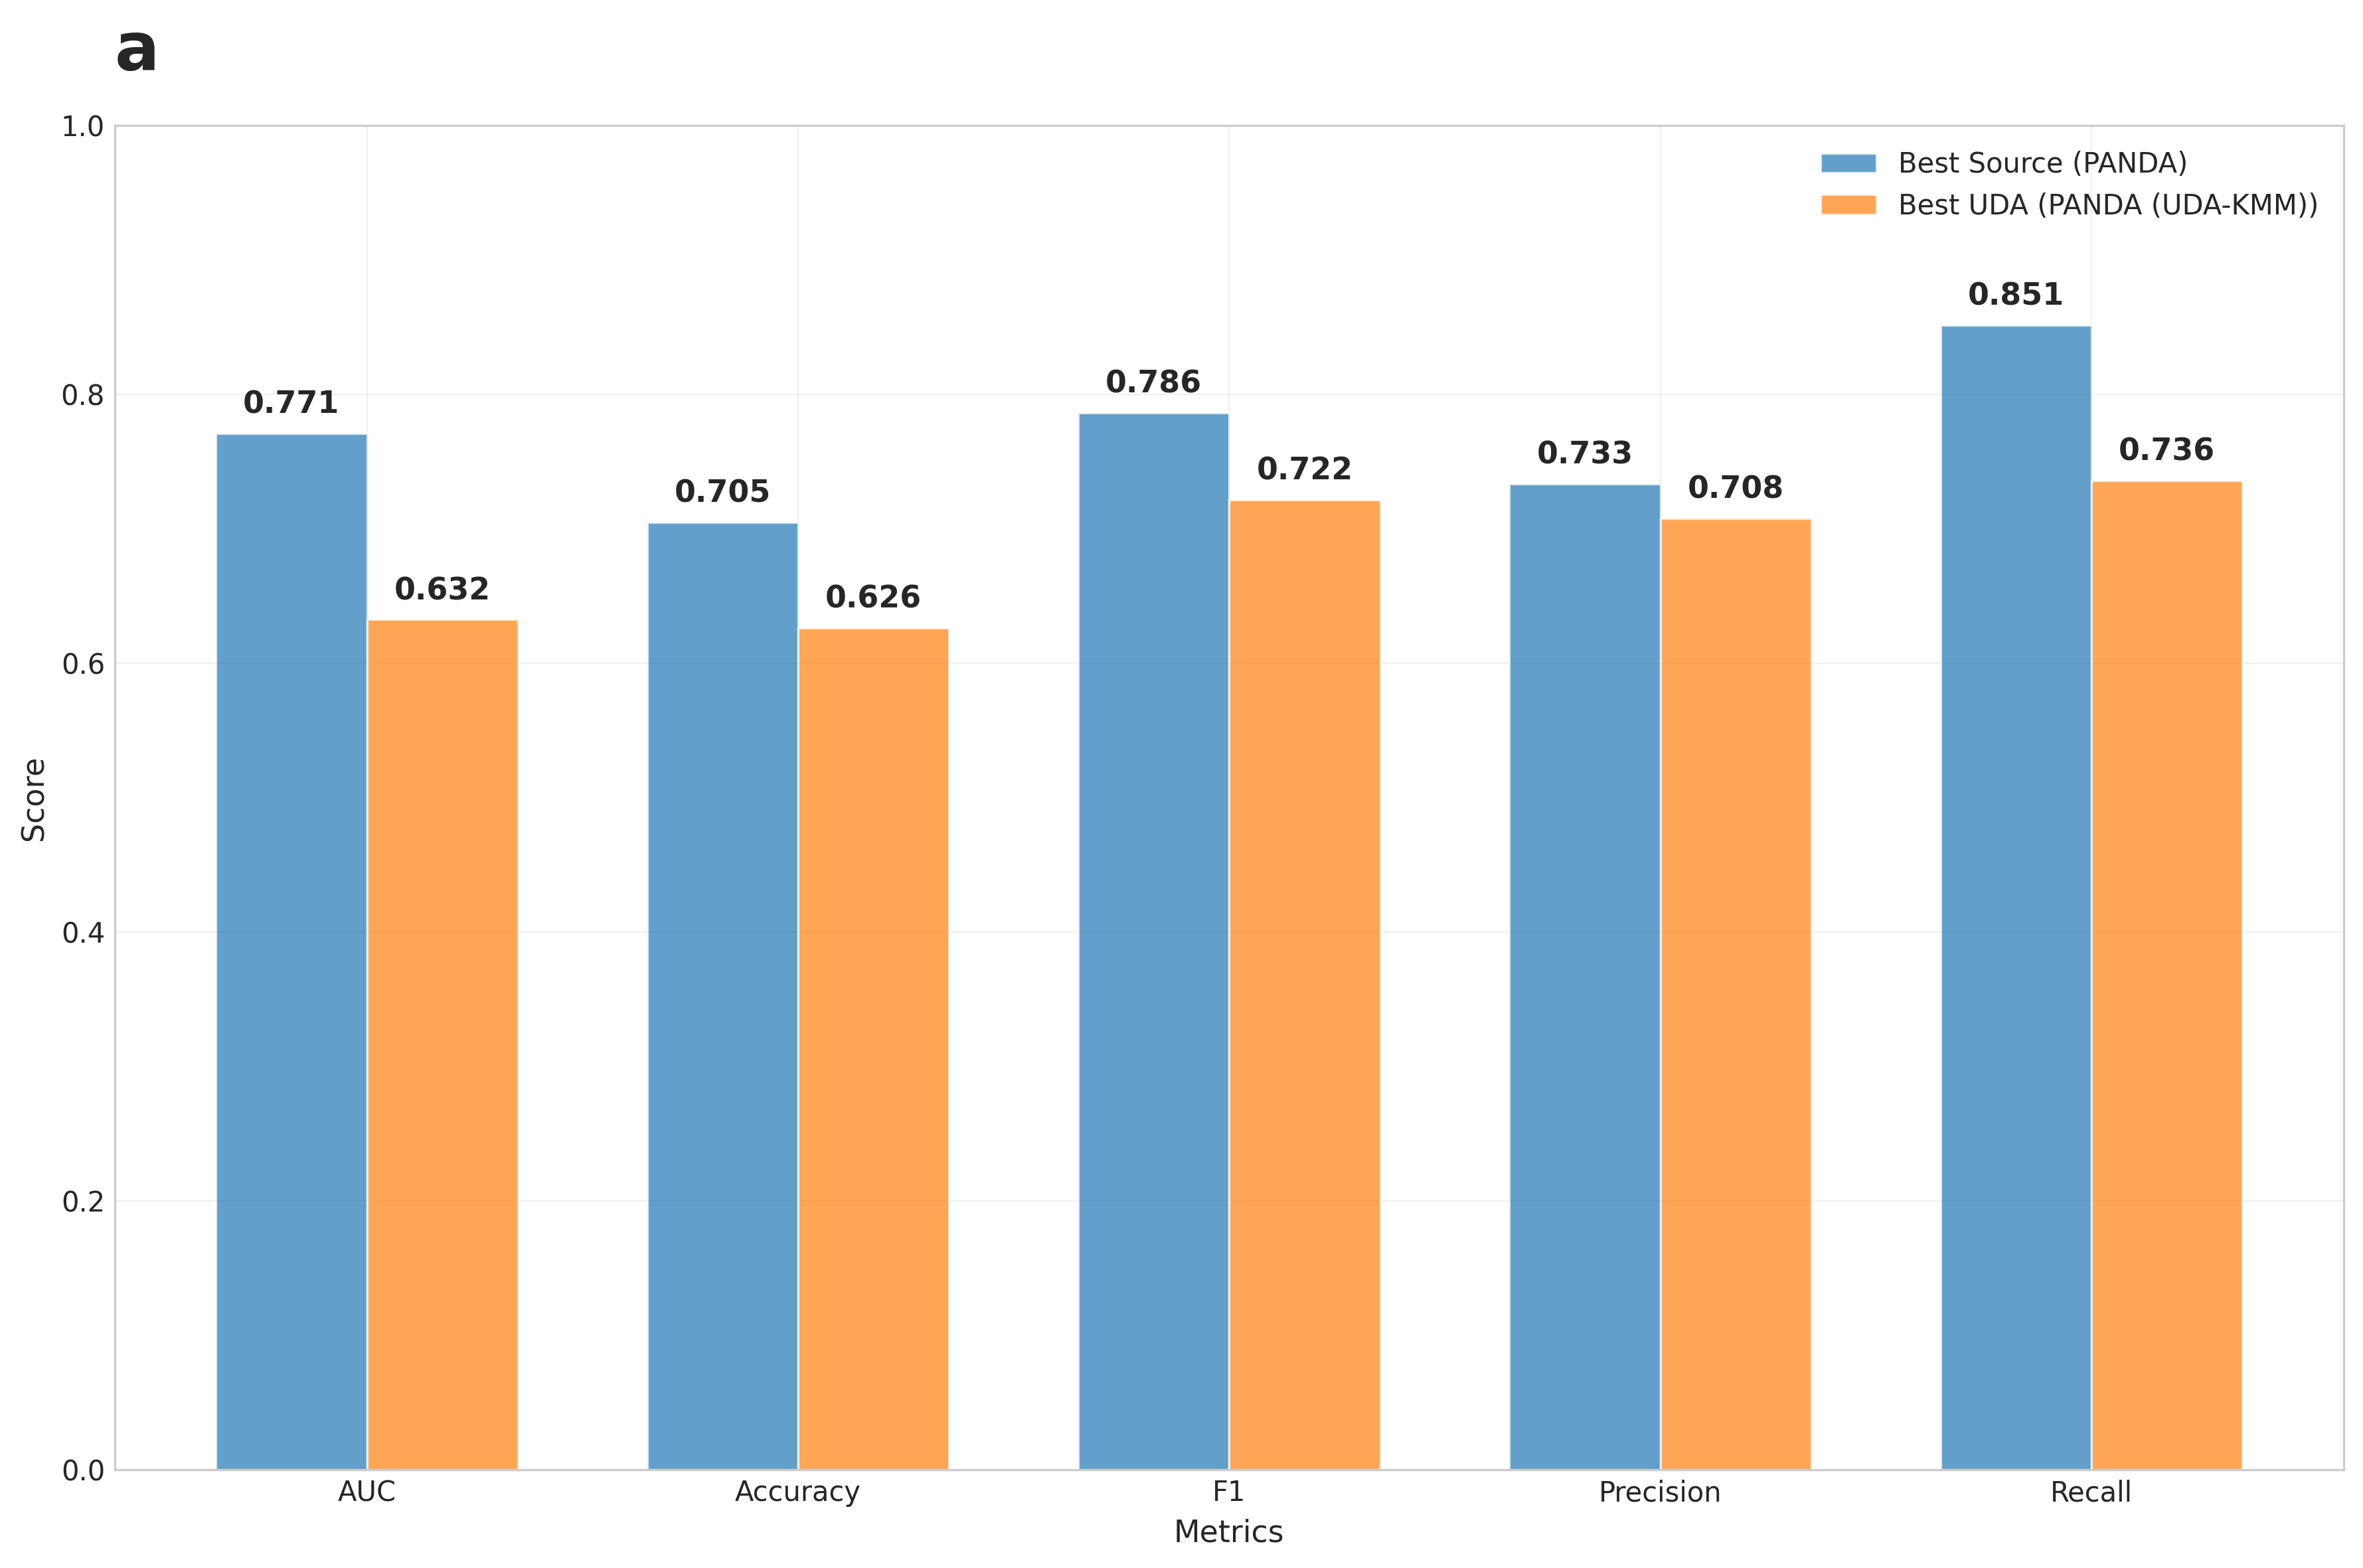 a
1.0
0.8
0.6
0.4
0.2
0.0
Score
Best Source (PANDA)
Best UDA (PANDA (UDA-KMM))
0.771
0.632
0.705
0.626
0.786
0.722
0.733
0.708
0.851
0.736
AUC
Accuracy
F1
Precision
Recall
Metrics